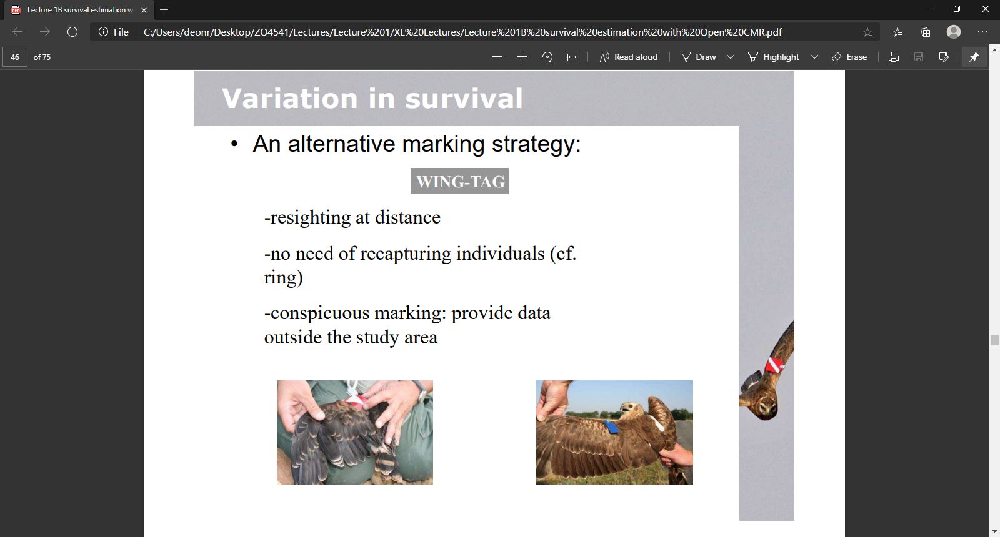 Lecture 1B survival estimation wi
File
C:/Users/deonr/Desktop/ZO4541/Lectures/Lecture%201/XL%20Lectures/Lecture%201B%20survival%20estimation%20with%20Open%20CMR.pdf
46 of 75
Read aloud
Draw
Highlight
Erase
Variation in survival
• An alternative marking strategy:
WING-TAG
-resighting at distance
-no need of recapturing individuals (cf.
ring)
-conspicuous marking: provide data
outside the study area